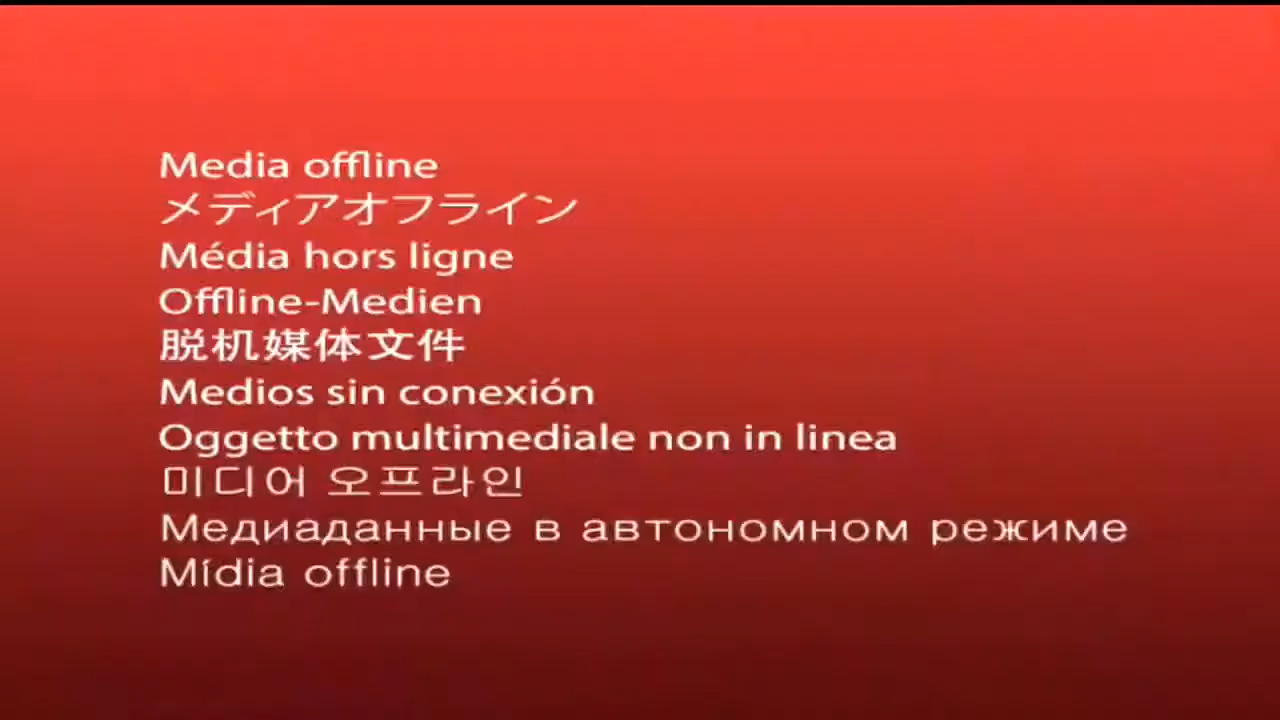 Media offline
メディアオフライン
Média hors ligne
Offline-Medien
脱机媒体文件
Medios sin conexión
Oggetto multimediale non in linea
미디어 오프라인
Медиаданные в автономном режиме
Mídia offline